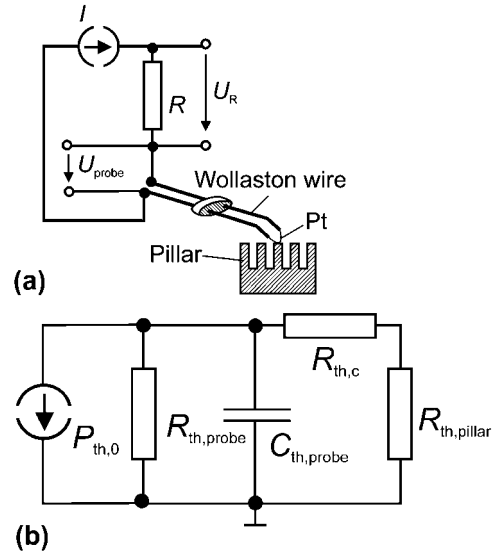 I
R
U_R
U_probe
Wollaston wire
Pt
Pillar
(a)
R_th,c
P_th,0
R_th,probe
C_th,probe
R_th,pillar
(b)